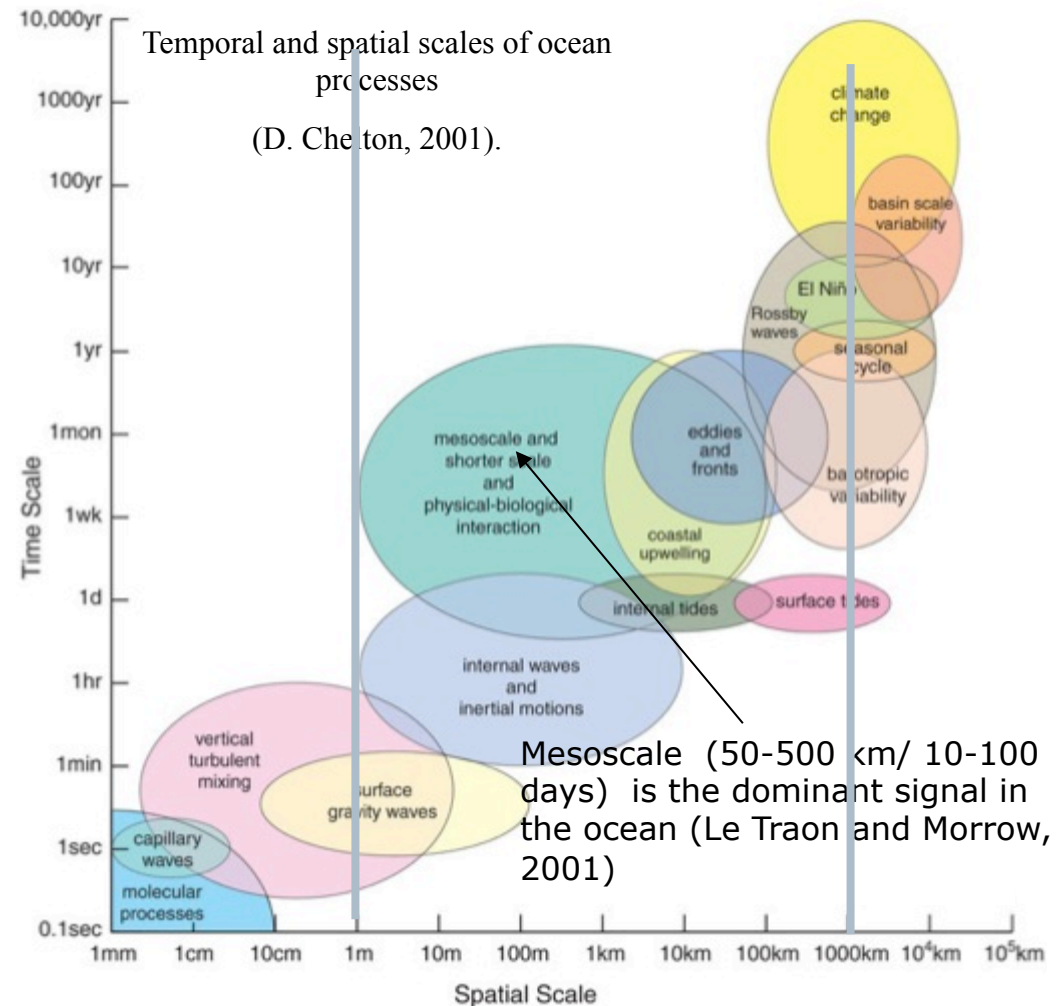 10,000yr
1000yr
100yr
10yr
1yr
1mon
1wk
1d
1hr
1min
1sec
0.1sec
Time Scale
Temporal and spatial scales of ocean
processes
(D. Chelton, 2001).
climate
change
basin scale
variability
El Niño
Rossby
waves
seasonal
cycle
mesoscale and
shorter scale
and
physical-biological
interaction
eddies
and
fronts
barotropic
variability
coastal
upwelling
internal tides
surface tides
internal waves
and
inertial motions
vertical
turbulent
mixing
surface
gravity waves
Mesoscale (50-500 km/ 10-100
days) is the dominant signal in
the ocean (Le Traon and Morrow,
2001)
capillary
waves
molecular
processes
1mm 1cm 10cm 1m 10m 100m 1km 10km 100km 1000km 10⁴km 10⁵km
Spatial Scale